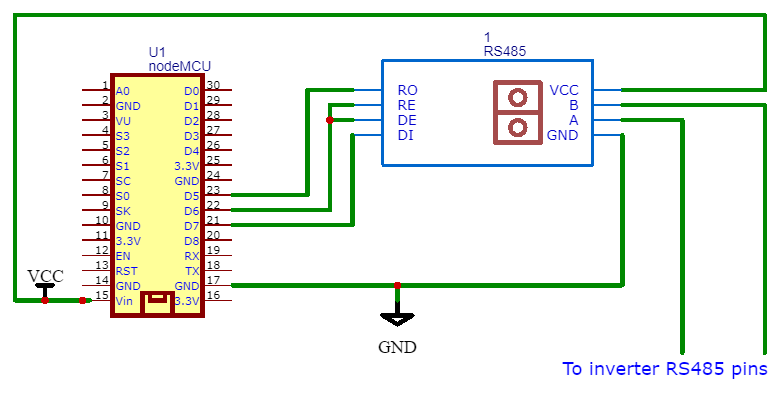 U1
nodeMCU
1 A0 D0 30
2 GND D1 29
3 VU D2 28
4 S3 D3 27
5 S2 D4 26
6 S1 3.3V 25
7 SC GND 24
8 S0 D5 23
9 SK D6 22
10 GND D7 21
11 3.3V D8 20
12 EN RX 19
13 RST TX 18
14 GND GND 17
15 Vin 3.3V 16
VCC
1
RS485
RO VCC
RE B
DE A
DI GND
GND
To inverter RS485 pins